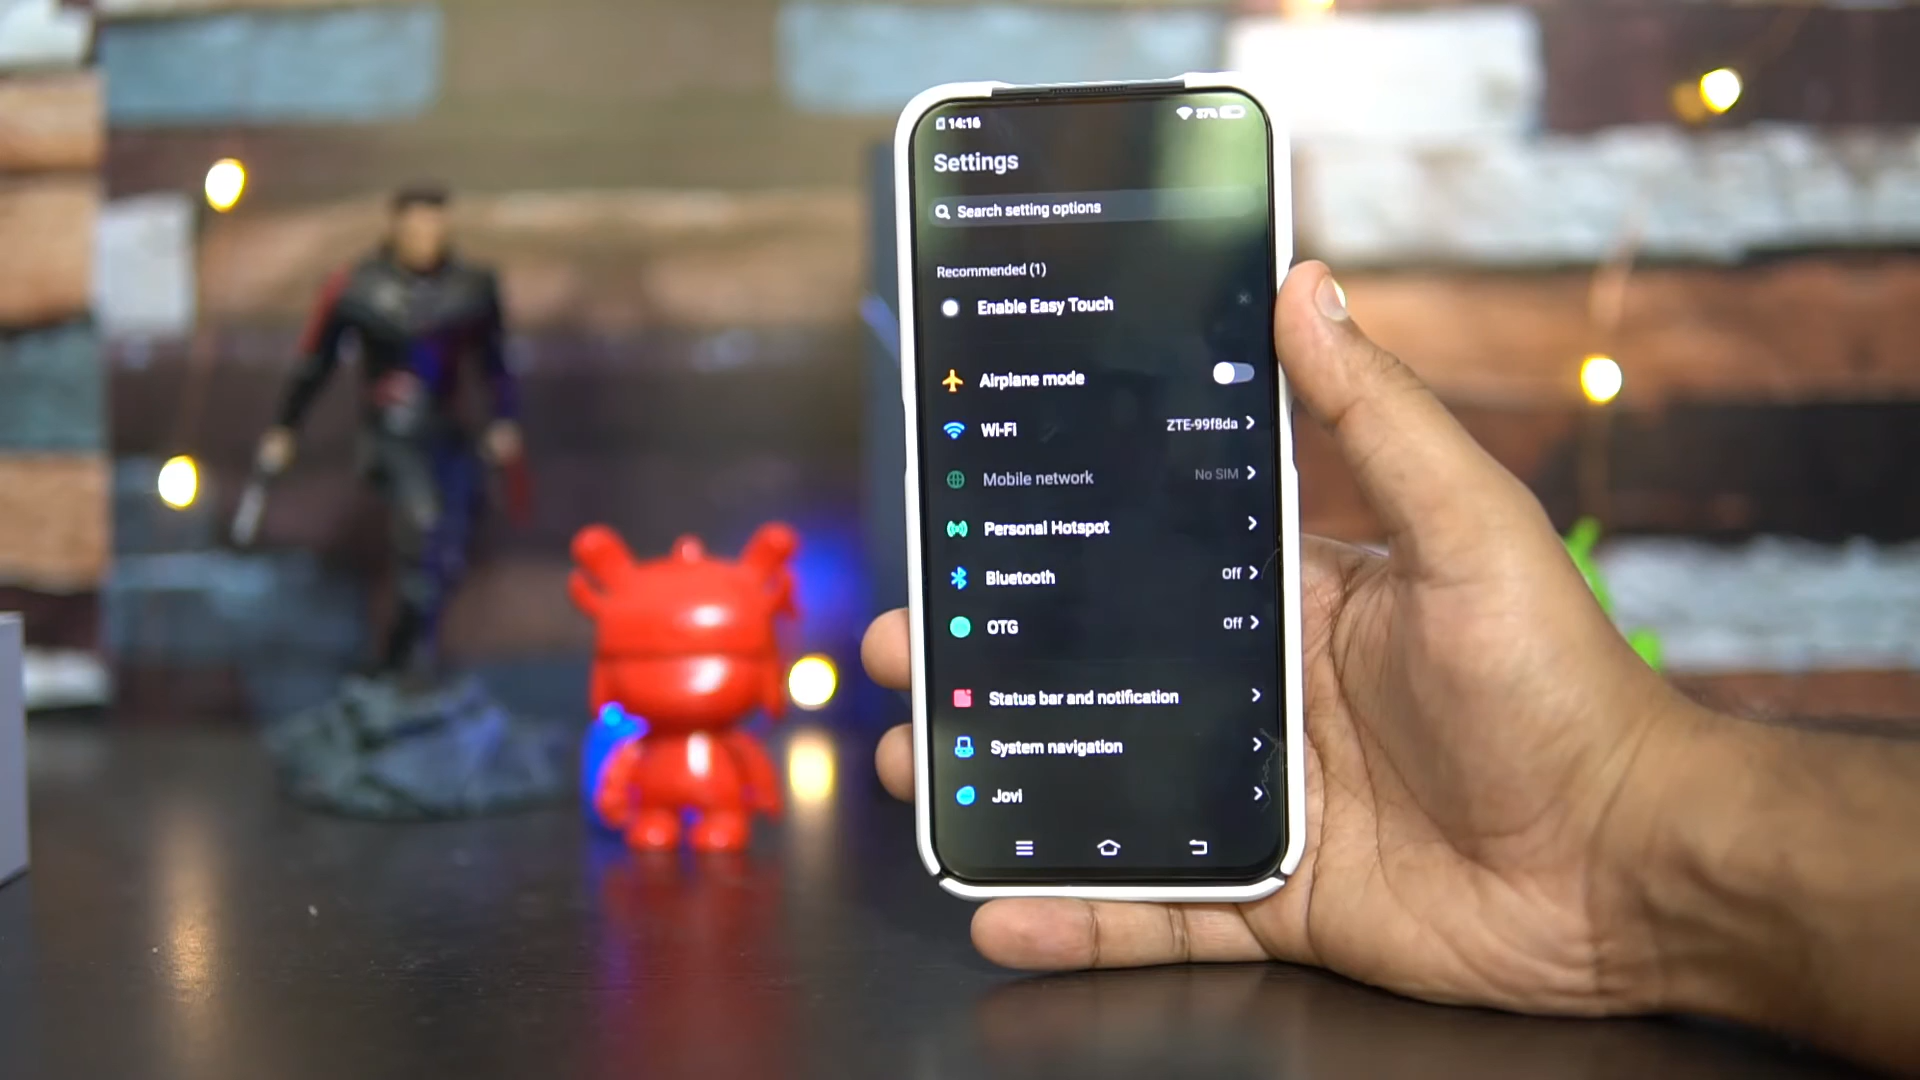 14:16
37%
Settings
Search setting options
Recommended (1)
Enable Easy Touch
Airplane mode
Wi-Fi ZTE-99f8da
Mobile network No SIM
Personal Hotspot
Bluetooth Off
OTG Off
Status bar and notification
System navigation
Jovi